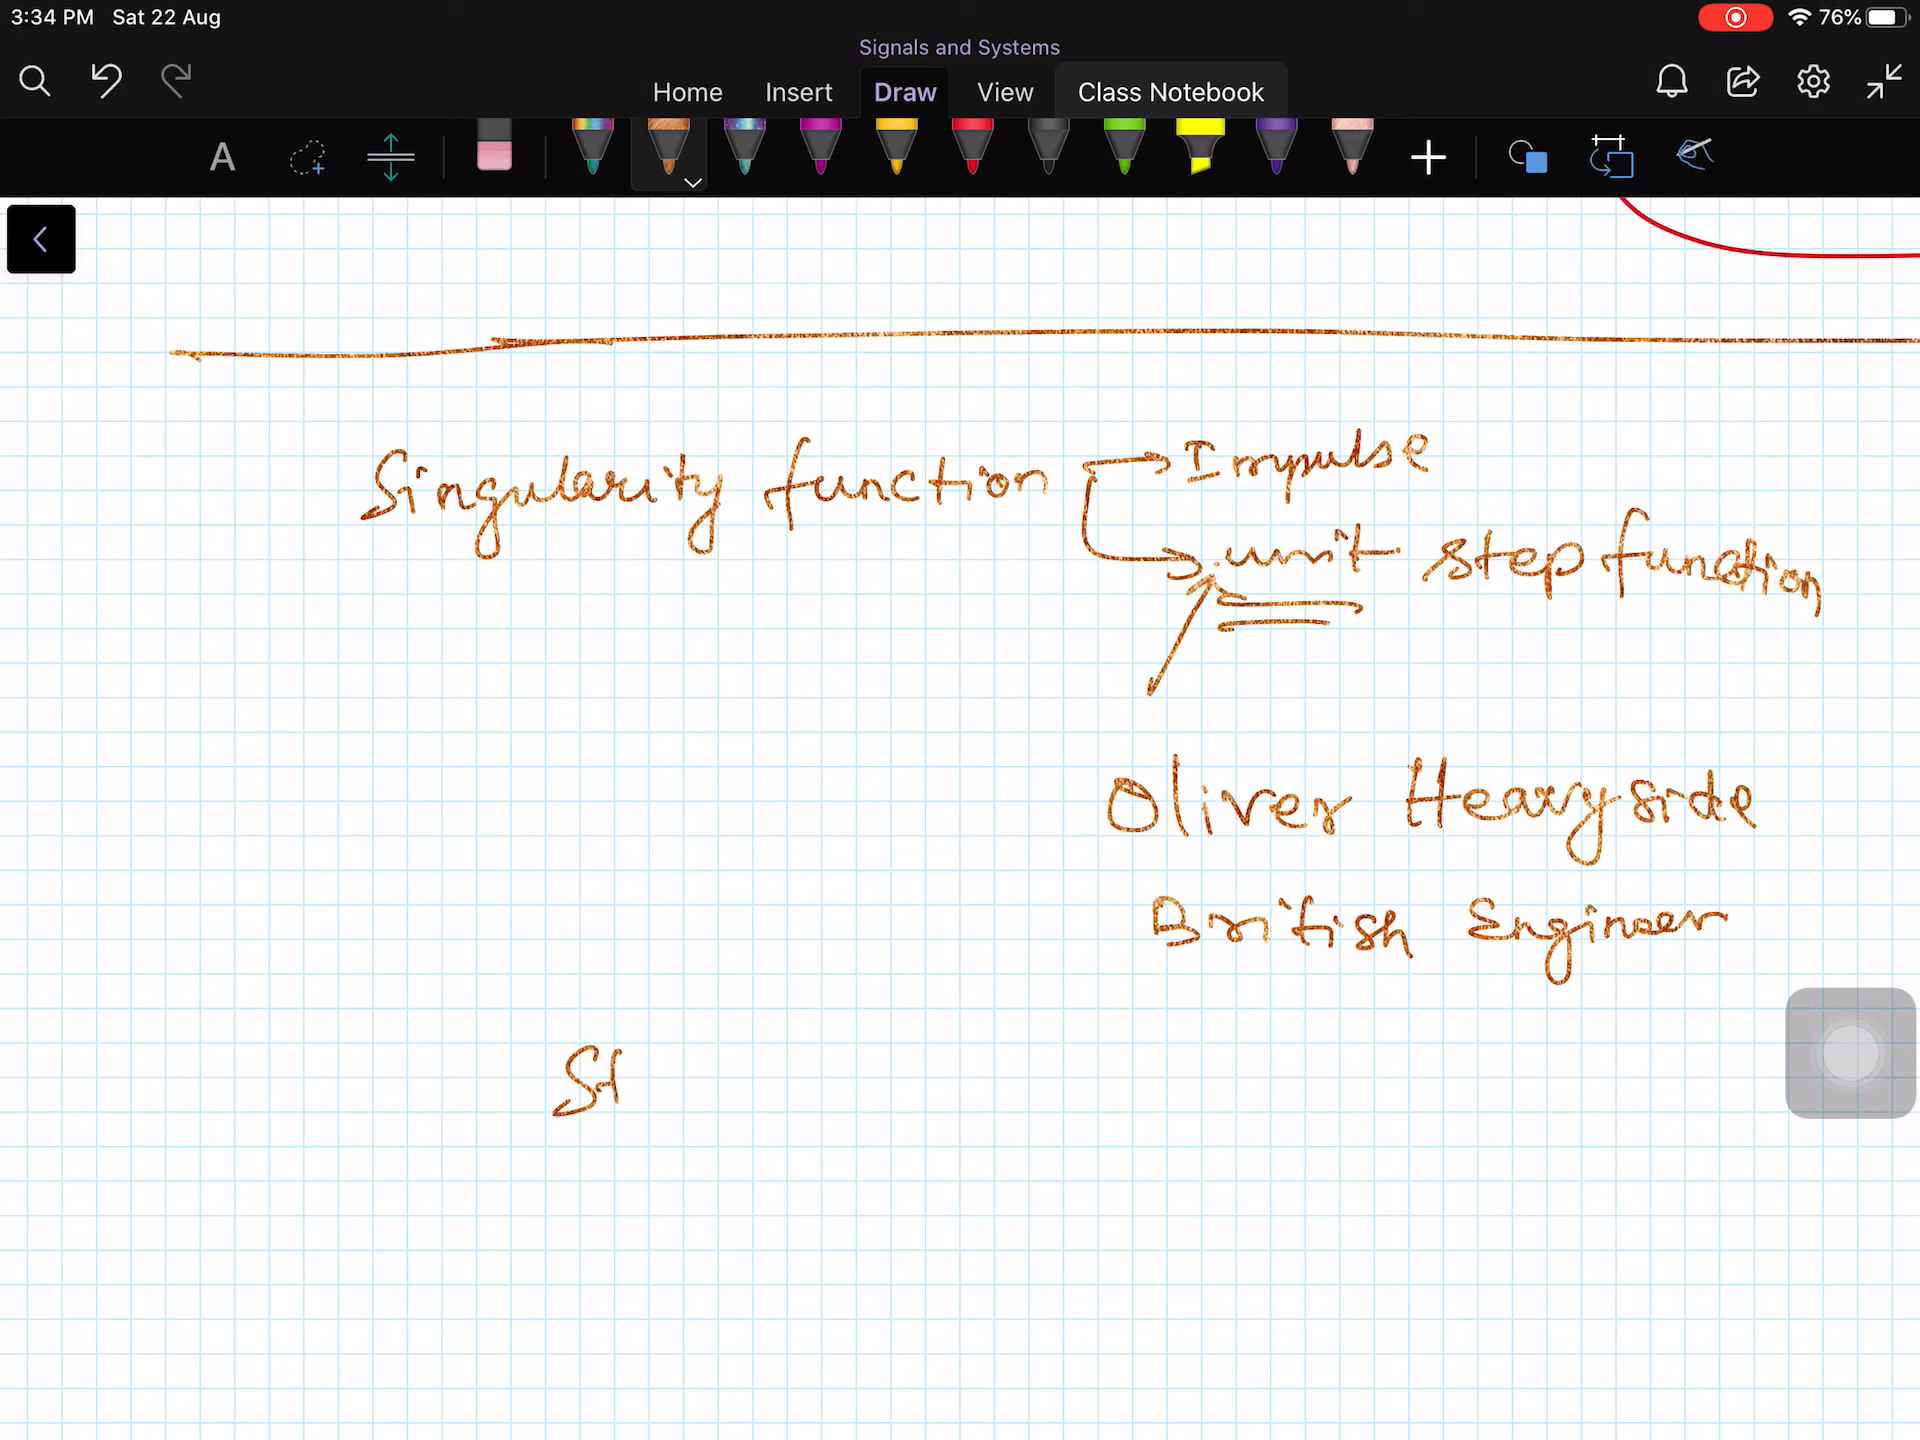 3:34 PM Sat 22 Aug 76%
Signals and Systems
Home Insert Draw View Class Notebook
A
Singularity function Impulse
unit step function
Oliver Heavyside
British Engineer
St